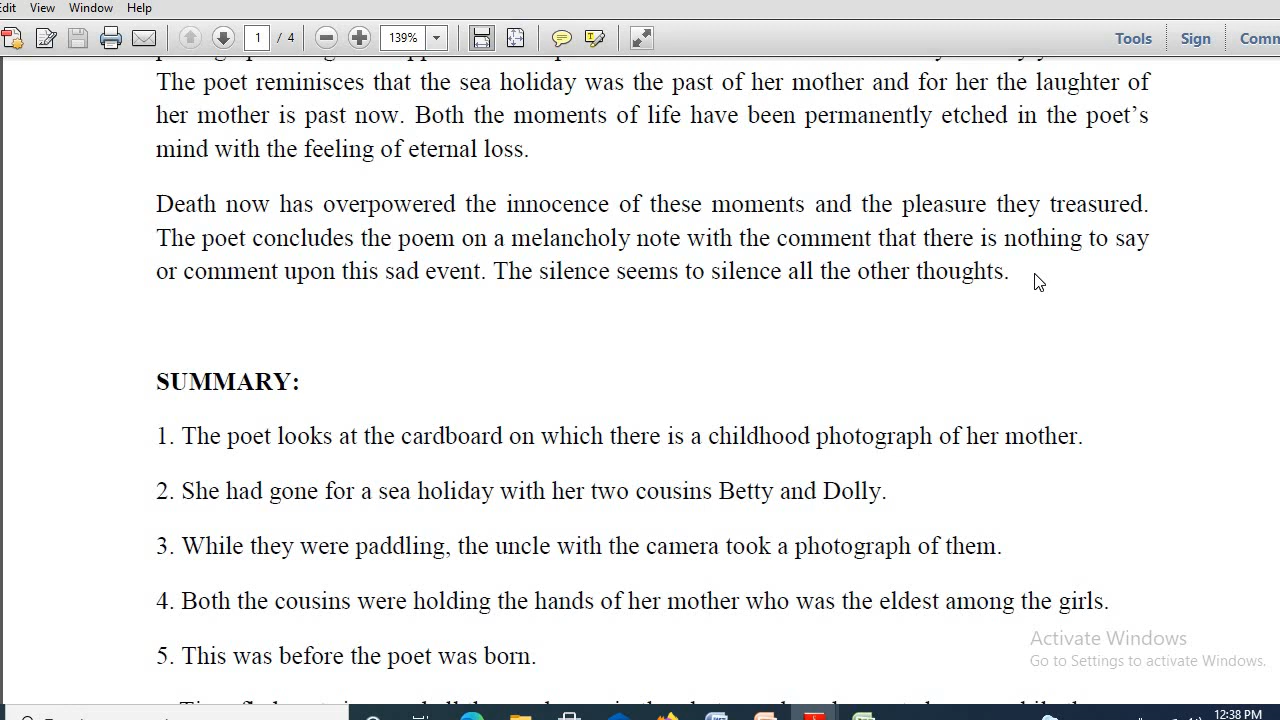 Edit View Window Help
1 / 4 139% Tools Sign Comm
The poet reminisces that the sea holiday was the past of her mother and for her the laughter of
her mother is past now. Both the moments of life have been permanently etched in the poet’s
mind with the feeling of eternal loss.
Death now has overpowered the innocence of these moments and the pleasure they treasured.
The poet concludes the poem on a melancholy note with the comment that there is nothing to say
or comment upon this sad event. The silence seems to silence all the other thoughts.
SUMMARY:
1. The poet looks at the cardboard on which there is a childhood photograph of her mother.
2. She had gone for a sea holiday with her two cousins Betty and Dolly.
3. While they were paddling, the uncle with the camera took a photograph of them.
4. Both the cousins were holding the hands of her mother who was the eldest among the girls.
5. This was before the poet was born.
Activate Windows
Go to Settings to activate Windows.
12:38 PM